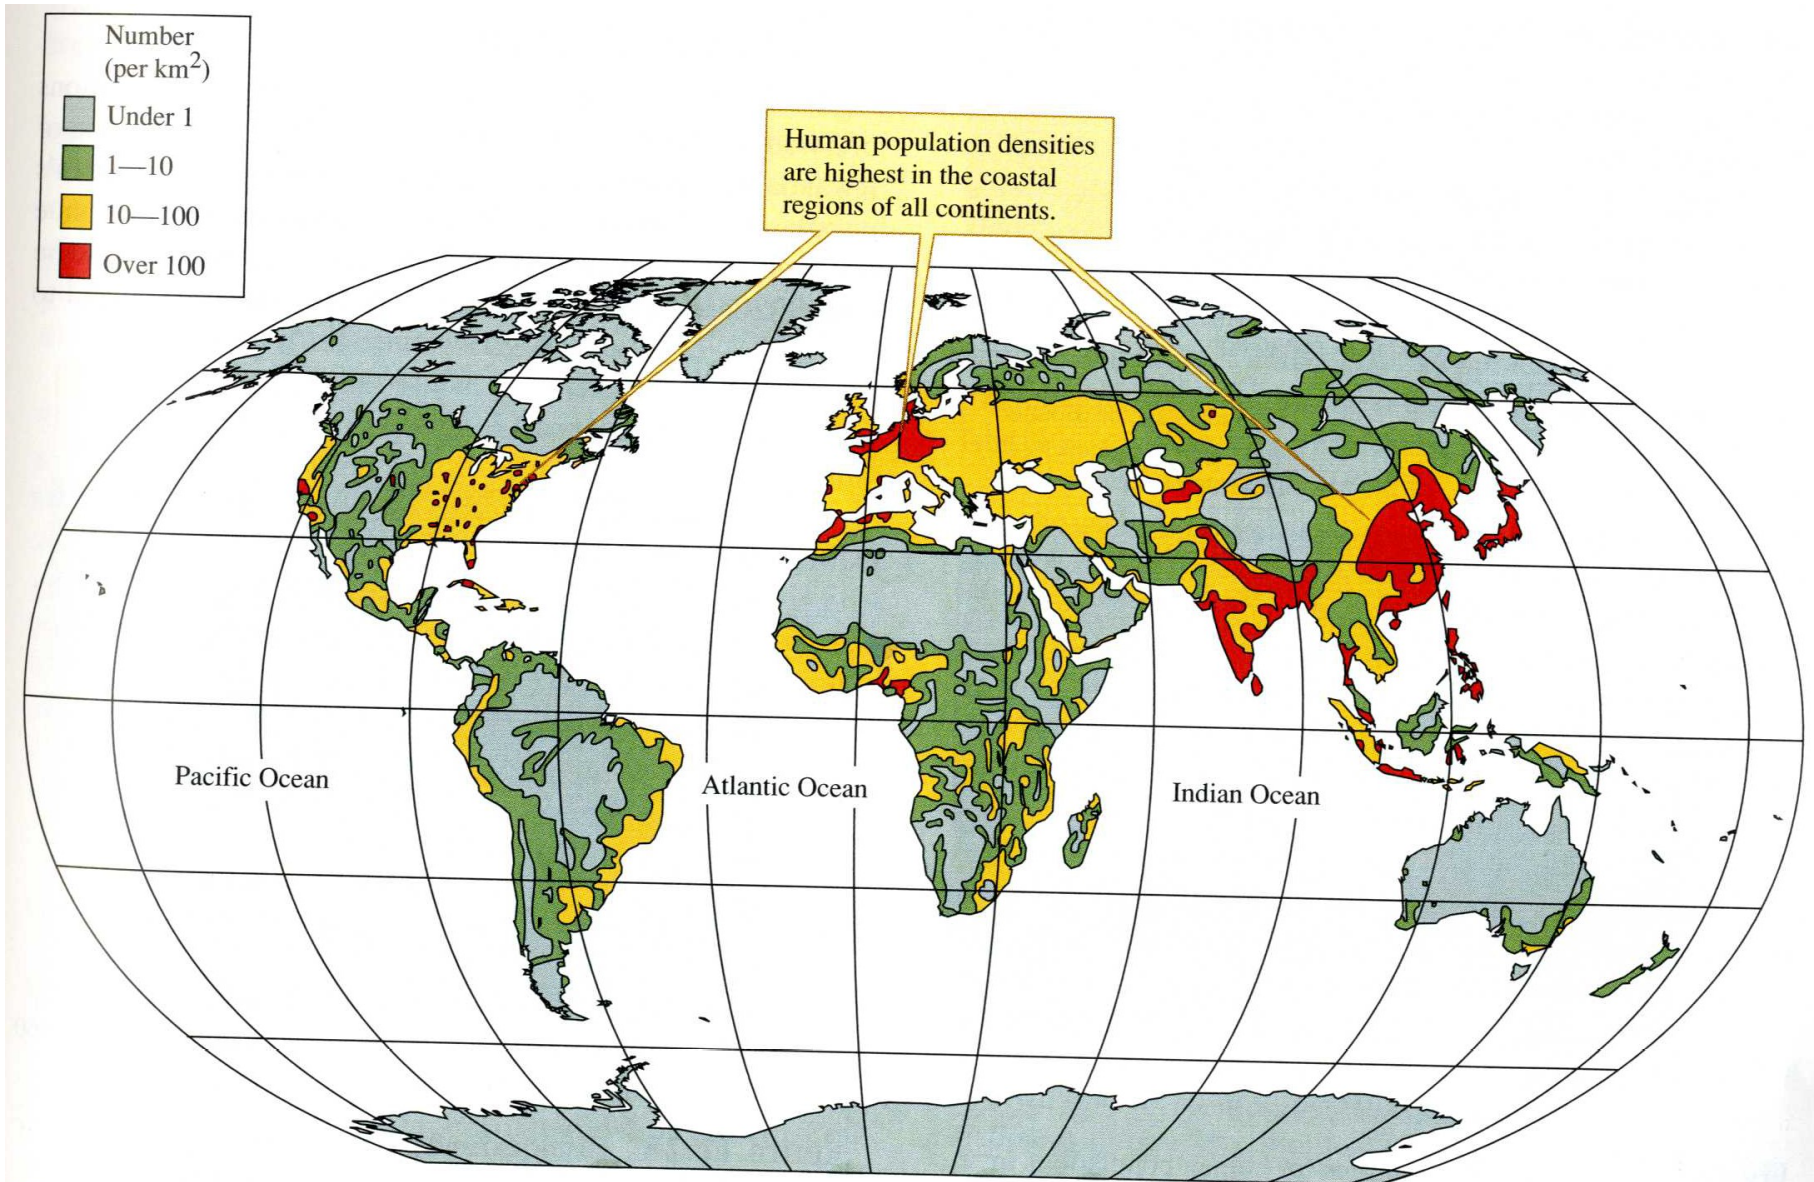 Number
(per km²)
Under 1
1—10
10—100
Over 100
Human population densities
are highest in the coastal
regions of all continents.
Pacific Ocean
Atlantic Ocean
Indian Ocean